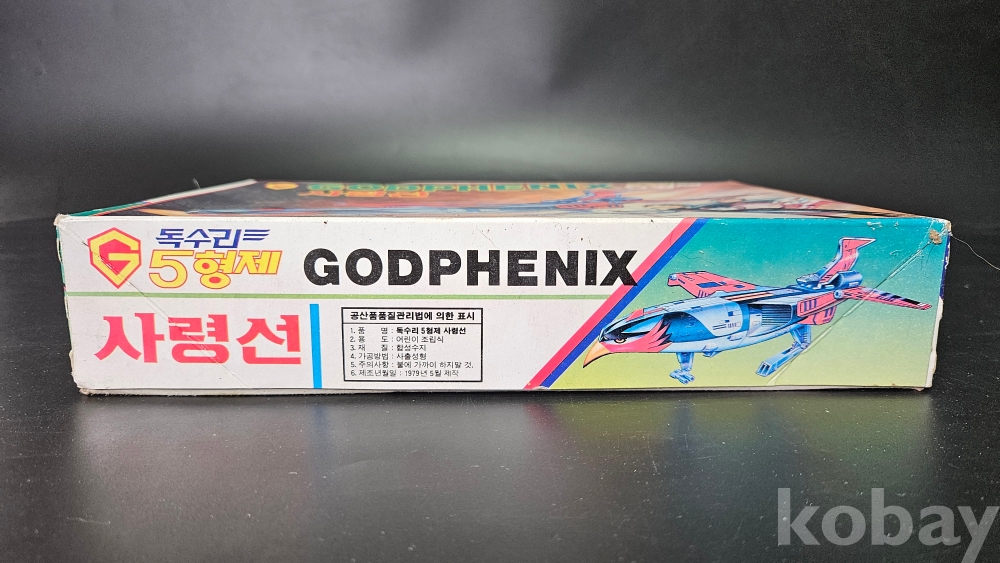 GODPHENIX
사령선
G
독수리
5형제
GODPHENIX
사령선
공산품품질관리법에 의한 표시
1. 품 명 : 독수리 5형제 사령선
2. 용 도 : 어린이 조립식
3. 재 질 : 합성수지
4. 가공방법 : 사출성형
5. 주의사항 : 불에 가까이 하지말 것.
6. 제조년월일 : 1979년 5월 제작
kobay